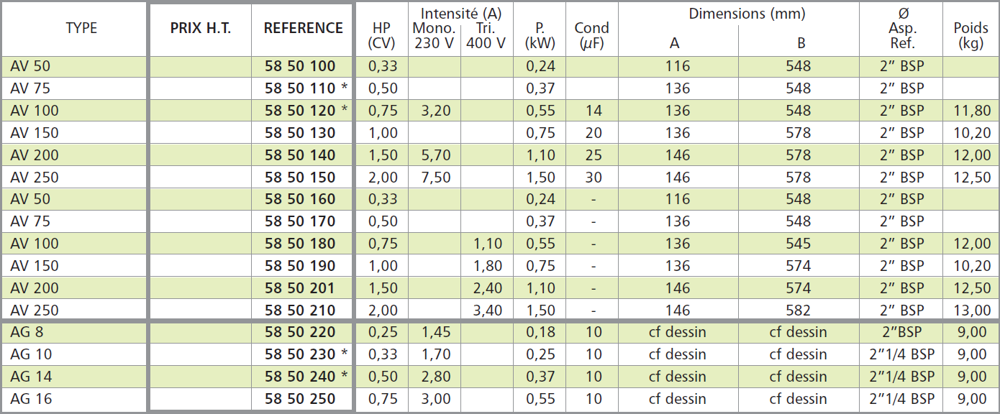 TYPE PRIX H.T. REFERENCE HP (CV) Intensité (A) Mono. 230 V Tri. 400 V P. (kW) Cond (µF) Dimensions (mm) A B Ø Asp. Ref. Poids (kg)
AV 50 58 50 100 0,33 0,24 116 548 2” BSP
AV 75 58 50 110 * 0,50 0,37 136 548 2” BSP
AV 100 58 50 120 * 0,75 3,20 0,55 14 136 548 2” BSP 11,80
AV 150 58 50 130 1,00 0,75 20 136 578 2” BSP 10,20
AV 200 58 50 140 1,50 5,70 1,10 25 146 578 2” BSP 12,00
AV 250 58 50 150 2,00 7,50 1,50 30 146 578 2” BSP 12,50
AV 50 58 50 160 0,33 0,24 - 116 548 2” BSP
AV 75 58 50 170 0,50 0,37 - 136 548 2” BSP
AV 100 58 50 180 0,75 1,10 0,55 - 136 545 2” BSP 12,00
AV 150 58 50 190 1,00 1,80 0,75 - 136 574 2” BSP 10,20
AV 200 58 50 201 1,50 2,40 1,10 - 146 574 2” BSP 12,50
AV 250 58 50 210 2,00 3,40 1,50 - 146 582 2” BSP 13,00
AG 8 58 50 220 0,25 1,45 0,18 10 cf dessin cf dessin 2”BSP 9,00
AG 10 58 50 230 * 0,33 1,70 0,25 10 cf dessin cf dessin 2”1/4 BSP 9,00
AG 14 58 50 240 * 0,50 2,80 0,37 10 cf dessin cf dessin 2”1/4 BSP 9,00
AG 16 58 50 250 0,75 3,00 0,55 10 cf dessin cf dessin 2”1/4 BSP 9,00